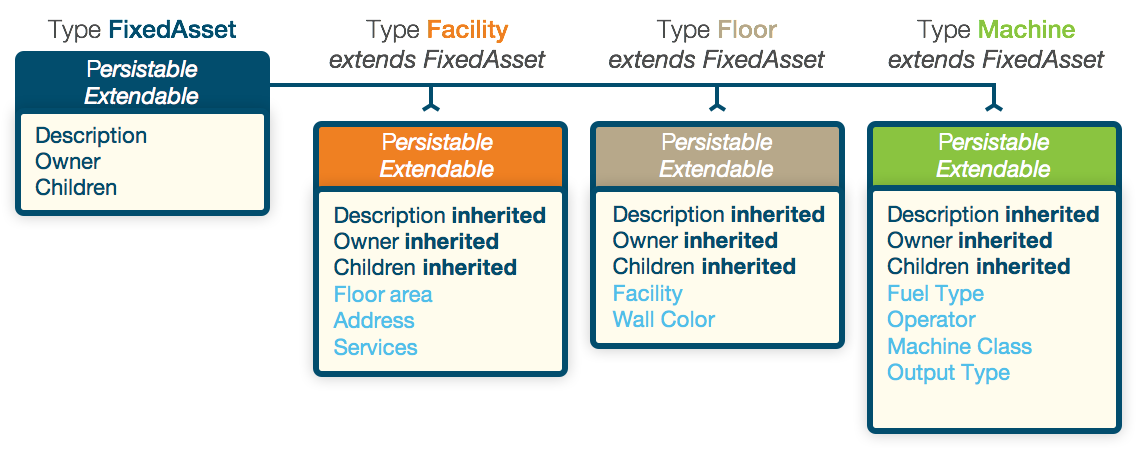 Type FixedAsset
Persistable
Extendable
Description
Owner
Children
Type Facility
extends FixedAsset
Persistable
Extendable
Description inherited
Owner inherited
Children inherited
Floor area
Address
Services
Type Floor
extends FixedAsset
Persistable
Extendable
Description inherited
Owner inherited
Children inherited
Facility
Wall Color
Type Machine
extends FixedAsset
Persistable
Extendable
Description inherited
Owner inherited
Children inherited
Fuel Type
Operator
Machine Class
Output Type